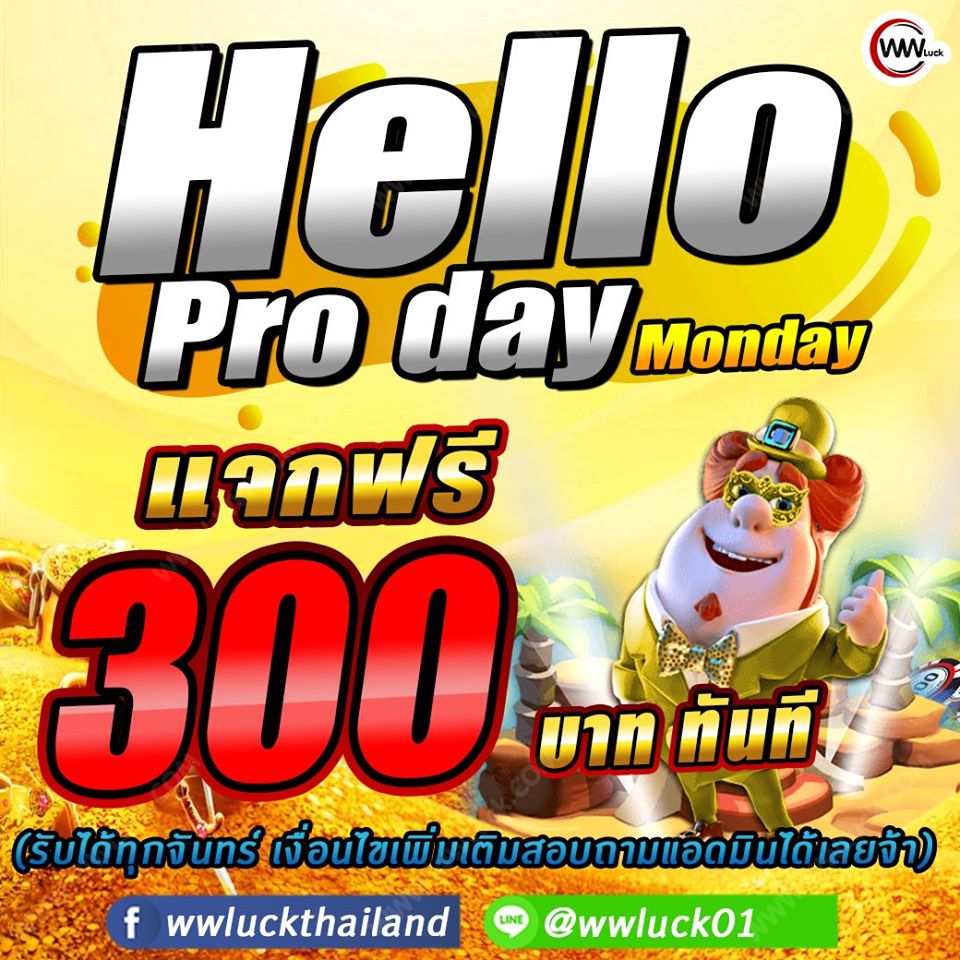 WW Luck
Hello
Pro day Monday
แจกฟรี
300
บาท ทันที
(รับได้ทุกจันทร์ เงื่อนไขเพิ่มเติมสอบถามแอดมินได้เลยจ้า)
f wwluckthailand
LINE @wwluck01